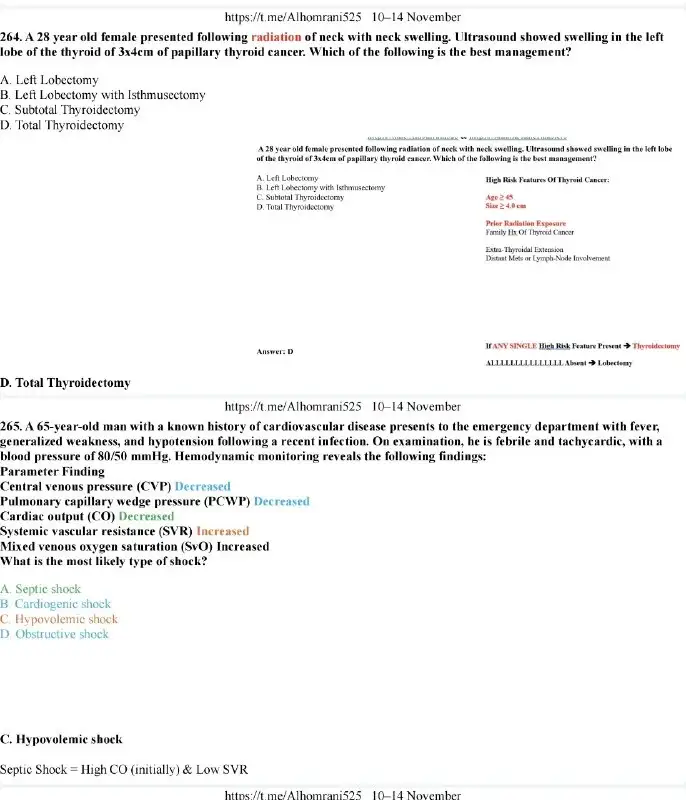 https://t.me/Alhomrani525 10–14 November
264. A 28 year old female presented following radiation of neck with neck swelling. Ultrasound showed swelling in the left
lobe of the thyroid of 3x4cm of papillary thyroid cancer. Which of the following is the best management?
A. Left Lobectomy
B. Left Lobectomy with Isthmusectomy
C. Subtotal Thyroidectomy
D. Total Thyroidectomy
A 28 year old female presented following radiation of neck with neck swelling. Ultrasound showed swelling in the left lobe
of the thyroid of 3x4cm of papillary thyroid cancer. Which of the following is the best management?
A. Left Lobectomy
B. Left Lobectomy with Isthmusectomy
C. Subtotal Thyroidectomy
D. Total Thyroidectomy
High Risk Features Of Thyroid Cancer:
Age ≥ 45
Size ≥ 4.0 cm
Prior Radiation Exposure
Family Hx Of Thyroid Cancer
Extra-Thyroidal Extension
Distant Mets or Lymph-Node Involvement
Answer: D
If ANY SINGLE High Risk Feature Present → Thyroidectomy
Absent → Lobectomy
D. Total Thyroidectomy
https://t.me/Alhomrani525 10–14 November
265. A 65-year-old man with a known history of cardiovascular disease presents to the emergency department with fever,
generalized weakness, and hypotension following a recent infection. On examination, he is febrile and tachycardic, with a
blood pressure of 80/50 mmHg. Hemodynamic monitoring reveals the following findings:
Parameter Finding
Central venous pressure (CVP) Decreased
Pulmonary capillary wedge pressure (PCWP) Decreased
Cardiac output (CO) Decreased
Systemic vascular resistance (SVR) Increased
Mixed venous oxygen saturation (SvO) Increased
What is the most likely type of shock?
A. Septic shock
B. Cardiogenic shock
C. Hypovolemic shock
D. Obstructive shock
C. Hypovolemic shock
Septic Shock = High CO (initially) & Low SVR
https://t.me/Alhomrani525 10–14 November